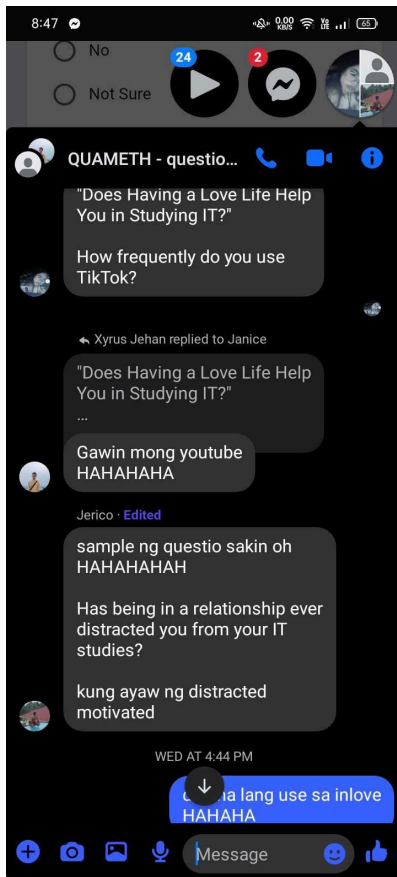 8:47
0.00
KB/S
Yo
LTE
65
No
Not Sure
24
2
QUAMETH - questio...
"Does Having a Love Life Help
You in Studying IT?"
How frequently do you use
TikTok?
Xyrus Jehan replied to Janice
"Does Having a Love Life Help
You in Studying IT?"
...
Gawin mong youtube
HAHAHAHA
Jerico · Edited
sample ng questio sakin oh
HAHAHAHAH
Has being in a relationship ever
distracted you from your IT
studies?
kung ayaw ng distracted
motivated
WED AT 4:44 PM
lang use sa inlove
HAHAHA
Message